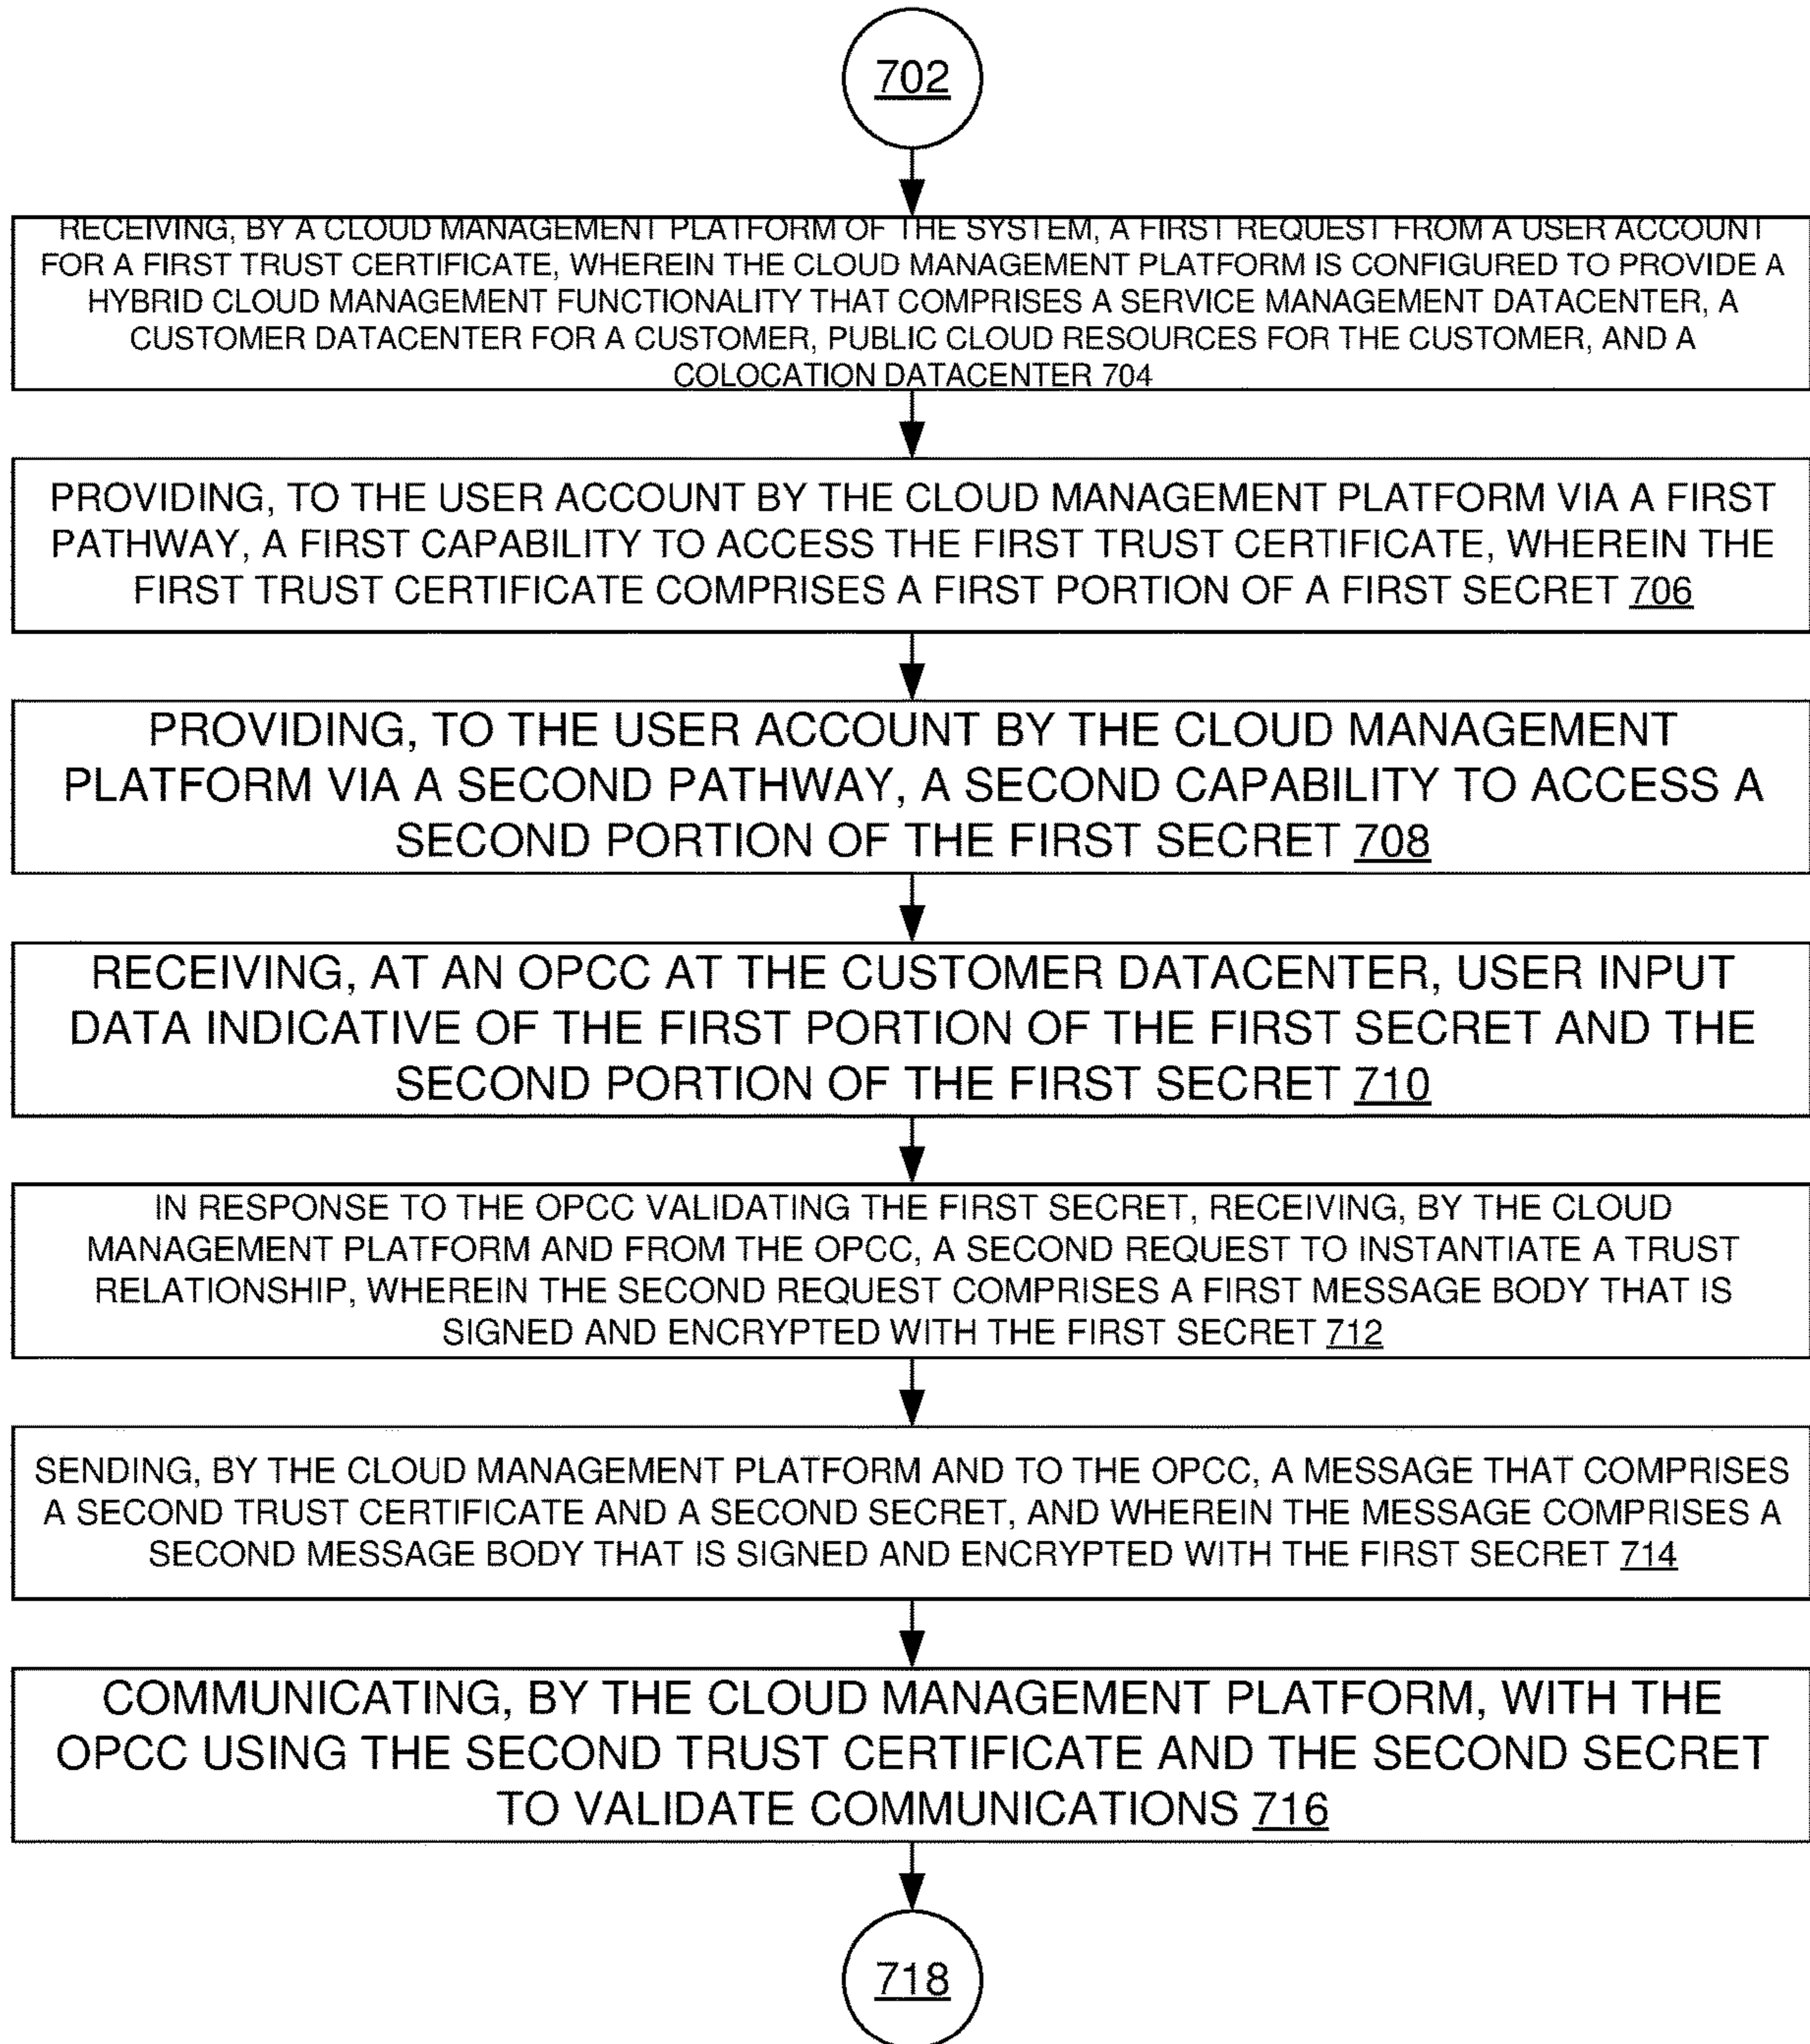 702
RECEIVING, BY A CLOUD MANAGEMENT PLATFORM OF THE SYSTEM, A FIRST REQUEST FROM A USER ACCOUNT
FOR A FIRST TRUST CERTIFICATE, WHEREIN THE CLOUD MANAGEMENT PLATFORM IS CONFIGURED TO PROVIDE A
HYBRID CLOUD MANAGEMENT FUNCTIONALITY THAT COMPRISES A SERVICE MANAGEMENT DATACENTER, A
CUSTOMER DATACENTER FOR A CUSTOMER, PUBLIC CLOUD RESOURCES FOR THE CUSTOMER, AND A
COLOCATION DATACENTER 704
PROVIDING, TO THE USER ACCOUNT BY THE CLOUD MANAGEMENT PLATFORM VIA A FIRST
PATHWAY, A FIRST CAPABILITY TO ACCESS THE FIRST TRUST CERTIFICATE, WHEREIN THE
FIRST TRUST CERTIFICATE COMPRISES A FIRST PORTION OF A FIRST SECRET 706
PROVIDING, TO THE USER ACCOUNT BY THE CLOUD MANAGEMENT
PLATFORM VIA A SECOND PATHWAY, A SECOND CAPABILITY TO ACCESS A
SECOND PORTION OF THE FIRST SECRET 708
RECEIVING, AT AN OPCC AT THE CUSTOMER DATACENTER, USER INPUT
DATA INDICATIVE OF THE FIRST PORTION OF THE FIRST SECRET AND THE
SECOND PORTION OF THE FIRST SECRET 710
IN RESPONSE TO THE OPCC VALIDATING THE FIRST SECRET, RECEIVING, BY THE CLOUD
MANAGEMENT PLATFORM AND FROM THE OPCC, A SECOND REQUEST TO INSTANTIATE A TRUST
RELATIONSHIP, WHEREIN THE SECOND REQUEST COMPRISES A FIRST MESSAGE BODY THAT IS
SIGNED AND ENCRYPTED WITH THE FIRST SECRET 712
SENDING, BY THE CLOUD MANAGEMENT PLATFORM AND TO THE OPCC, A MESSAGE THAT COMPRISES
A SECOND TRUST CERTIFICATE AND A SECOND SECRET, AND WHEREIN THE MESSAGE COMPRISES A
SECOND MESSAGE BODY THAT IS SIGNED AND ENCRYPTED WITH THE FIRST SECRET 714
COMMUNICATING, BY THE CLOUD MANAGEMENT PLATFORM, WITH THE
OPCC USING THE SECOND TRUST CERTIFICATE AND THE SECOND SECRET
TO VALIDATE COMMUNICATIONS 716
718